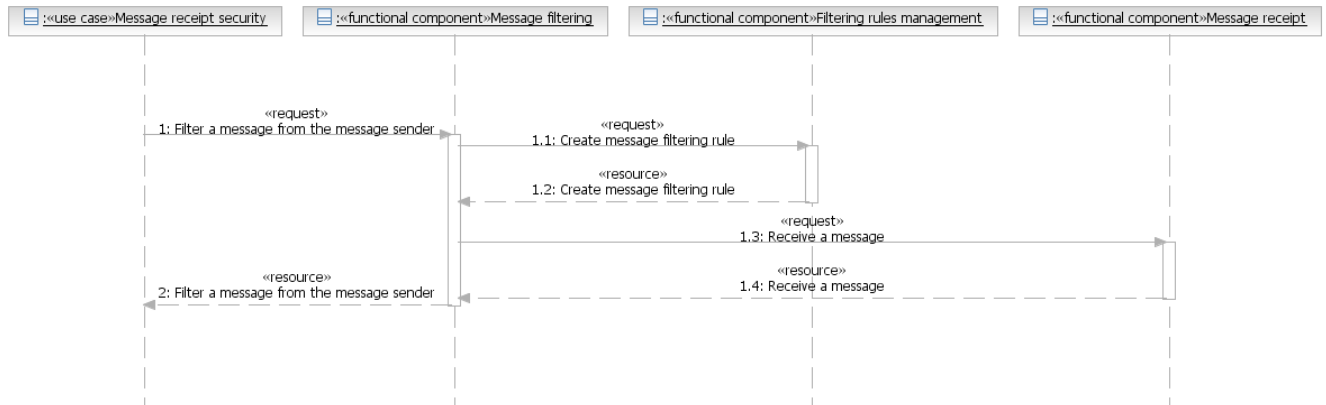 :«use case»Message receipt security
:«functional component»Message filtering
:«functional component»Filtering rules management
:«functional component»Message receipt
«request»
1: Filter a message from the message sender
«request»
1.1: Create message filtering rule
«resource»
1.2: Create message filtering rule
«request»
1.3: Receive a message
«resource»
1.4: Receive a message
«resource»
2: Filter a message from the message sender